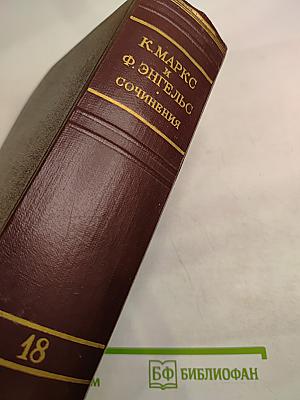 К. МАРКС
и
Ф. ЭНГЕЛЬС
·
СОЧИНЕНИЯ
18
БФ БИБЛИОФАН